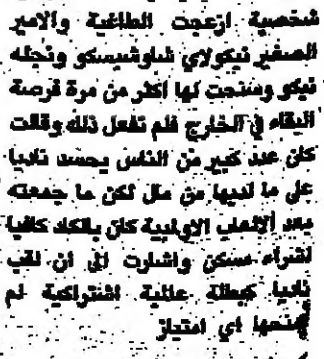 شخصية ازعجت الطاغية والامير
الصغير نيكولاي شاوشيسكو ونجله
نيكو وسنحت لها اكثر من مرة فرصة
البقاء في الخارج فلم تفعل ذلك وقالت
كان عدد كبير من الناس يحسد ناديا
على ما لديها من مال لكن ما جمعته
بعد الألعاب الاولمبية كان بالكاد كافيا
لشراء مسكن واشارت الى ان لقب
ناديا كبطلة عالمية اشتراكية لم
يمنحها اي امتياز